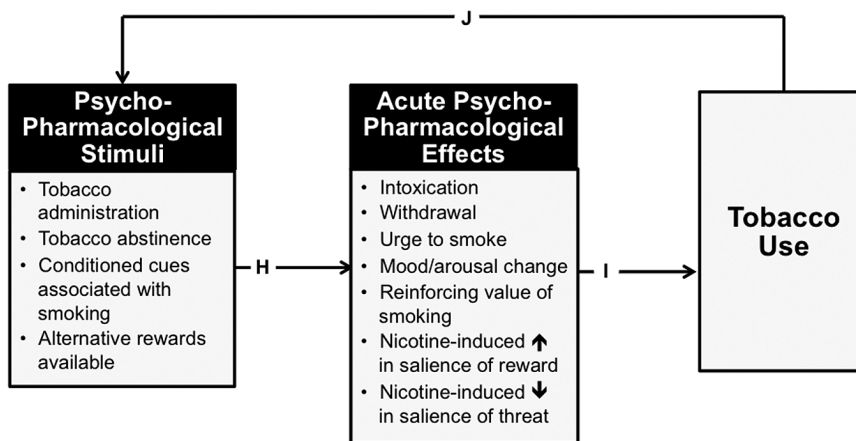 J
Psycho-
Pharmacological
Stimuli
• Tobacco
administration
• Tobacco abstinence
• Conditioned cues
associated with
smoking
• Alternative rewards
available
H
Acute Psycho-
Pharmacological
Effects
• Intoxication
• Withdrawal
• Urge to smoke
• Mood/arousal change
• Reinforcing value of
smoking
• Nicotine-induced ↑
in salience of reward
• Nicotine-induced ↓
in salience of threat
I
Tobacco
Use